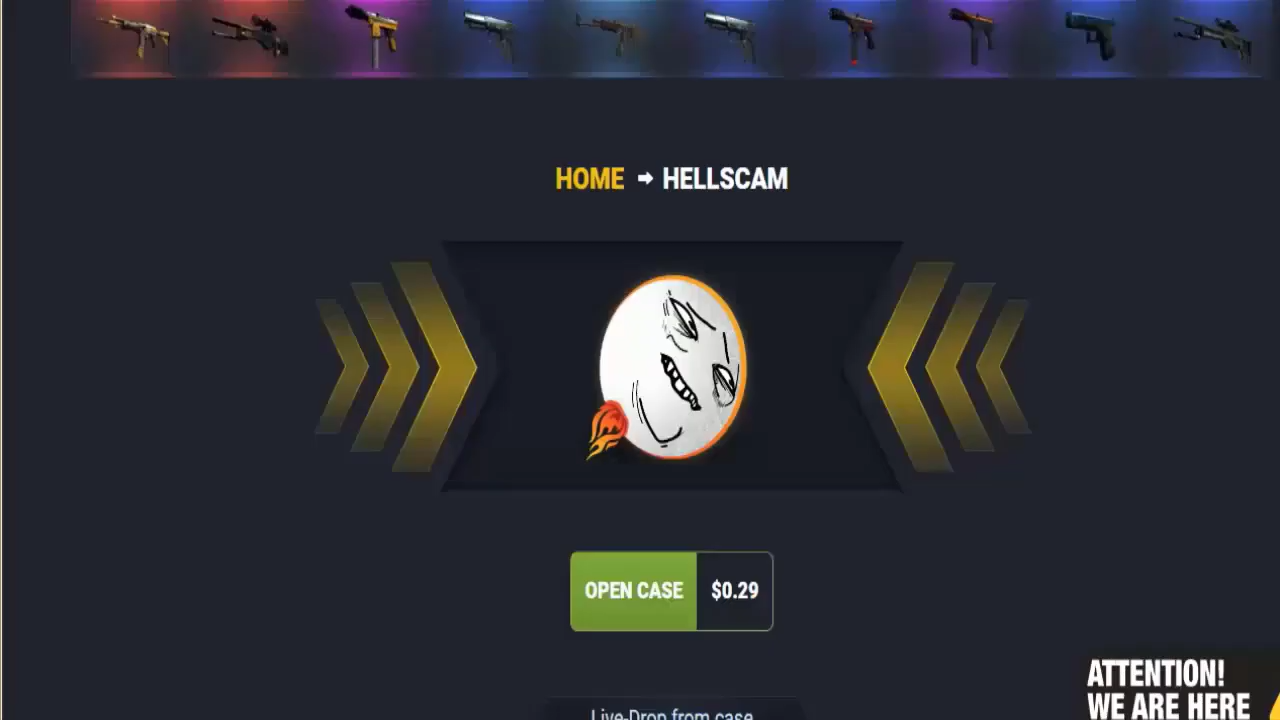 HOME → HELLSCAM
OPEN CASE $0.29
Live-Drop from case
ATTENTION!
WE ARE HERE